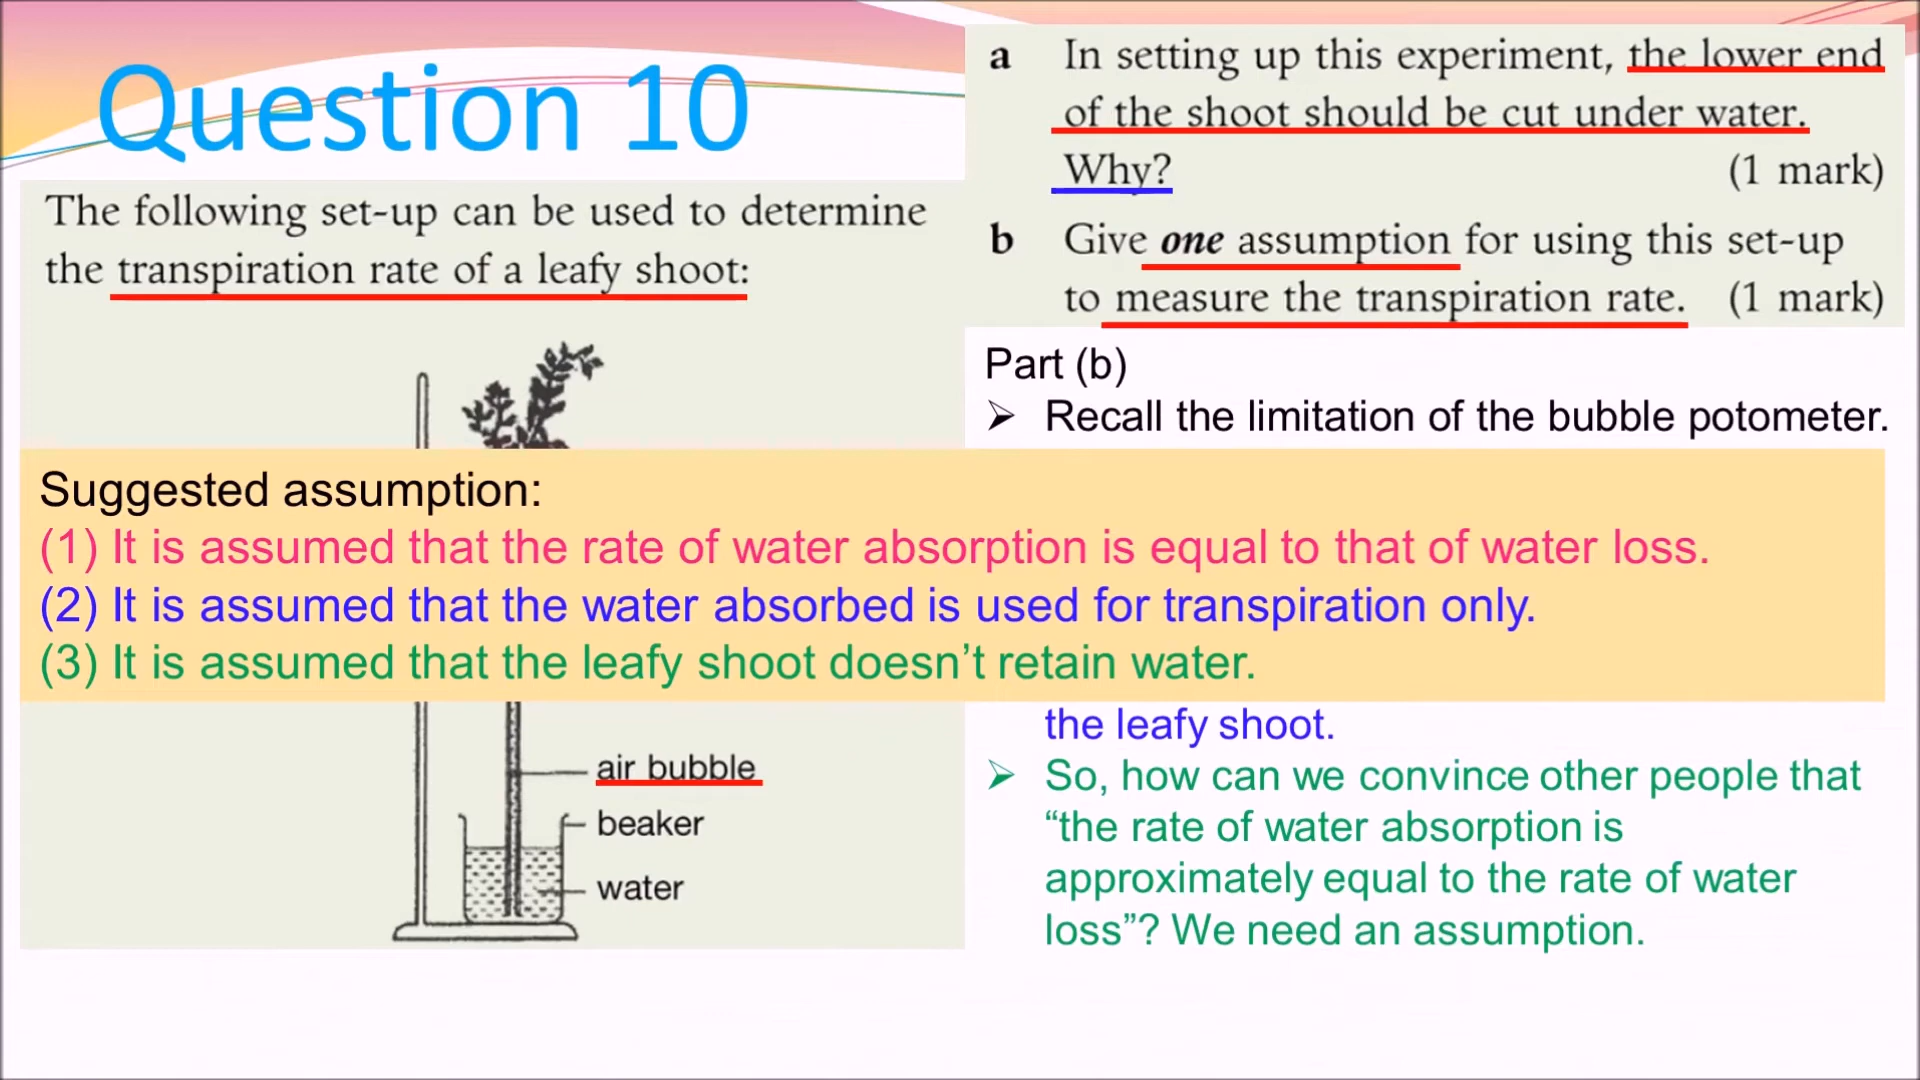 Question 10
The following set-up can be used to determine
the transpiration rate of a leafy shoot:
a In setting up this experiment, the lower end
of the shoot should be cut under water.
Why? (1 mark)
b Give one assumption for using this set-up
to measure the transpiration rate. (1 mark)
Part (b)
➢ Recall the limitation of the bubble potometer.
Suggested assumption:
(1) It is assumed that the rate of water absorption is equal to that of water loss.
(2) It is assumed that the water absorbed is used for transpiration only.
(3) It is assumed that the leafy shoot doesn’t retain water.
air bubble
beaker
water
the leafy shoot.
➢ So, how can we convince other people that
“the rate of water absorption is
approximately equal to the rate of water
loss”? We need an assumption.